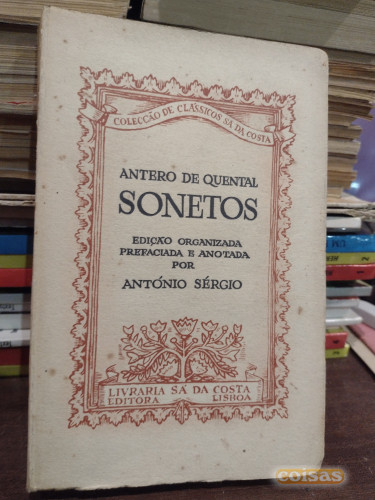 COLECÇÃO DE CLÁSSICOS SÁ DA COSTA
ANTERO DE QUENTAL
SONETOS
EDIÇÃO ORGANIZADA
PREFACIADA E ANOTADA
POR
ANTÓNIO SÉRGIO
LIVRARIA SÁ DA COSTA
EDITORA LISBOA
coisas